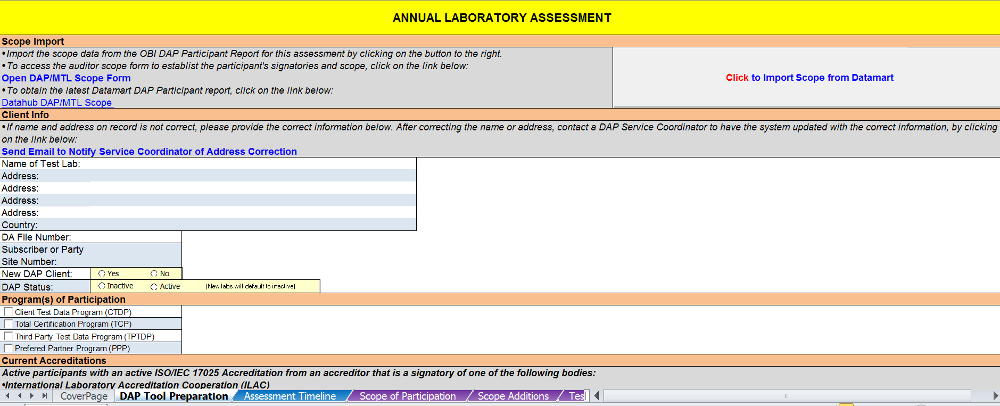 ANNUAL LABORATORY ASSESSMENT
Scope Import
•Import the scope data from the OBI DAP Participant Report for this assessment by clicking on the button to the right.
•To access the auditor scope form to establist the participant's signatories and scope, click on the link below:
Open DAP/MTL Scope Form
•To obtain the latest Datamart DAP Participant report, click on the link below:
Datahub DAP/MTL Scope
Click to Import Scope from Datamart
Client Info
•If name and address on record is not correct, please provide the correct information below. After correcting the name or address, contact a DAP Service Coordinator to have the system updated with the correct information, by clicking
on the link below:
Send Email to Notify Service Coordinator of Address Correction
Name of Test Lab:
Address:
Address:
Address:
Address:
Country:
DA File Number:
Subscriber or Party
Site Number:
New DAP Client: Yes No
DAP Status: Inactive Active (New labs will default to inactive)
Program(s) of Participation
Client Test Data Program (CTDP)
Total Certification Program (TCP)
Third Party Test Data Program (TPTDP)
Prefered Partner Program (PPP)
Current Accreditations
Active participants with an active ISO/IEC 17025 Accreditation from an accreditor that is a signatory of one of the following bodies:
•International Laboratory Accreditation Cooperation (ILAC)
CoverPage DAP Tool Preparation Assessment Timeline Scope of Participation Scope Additions Tes